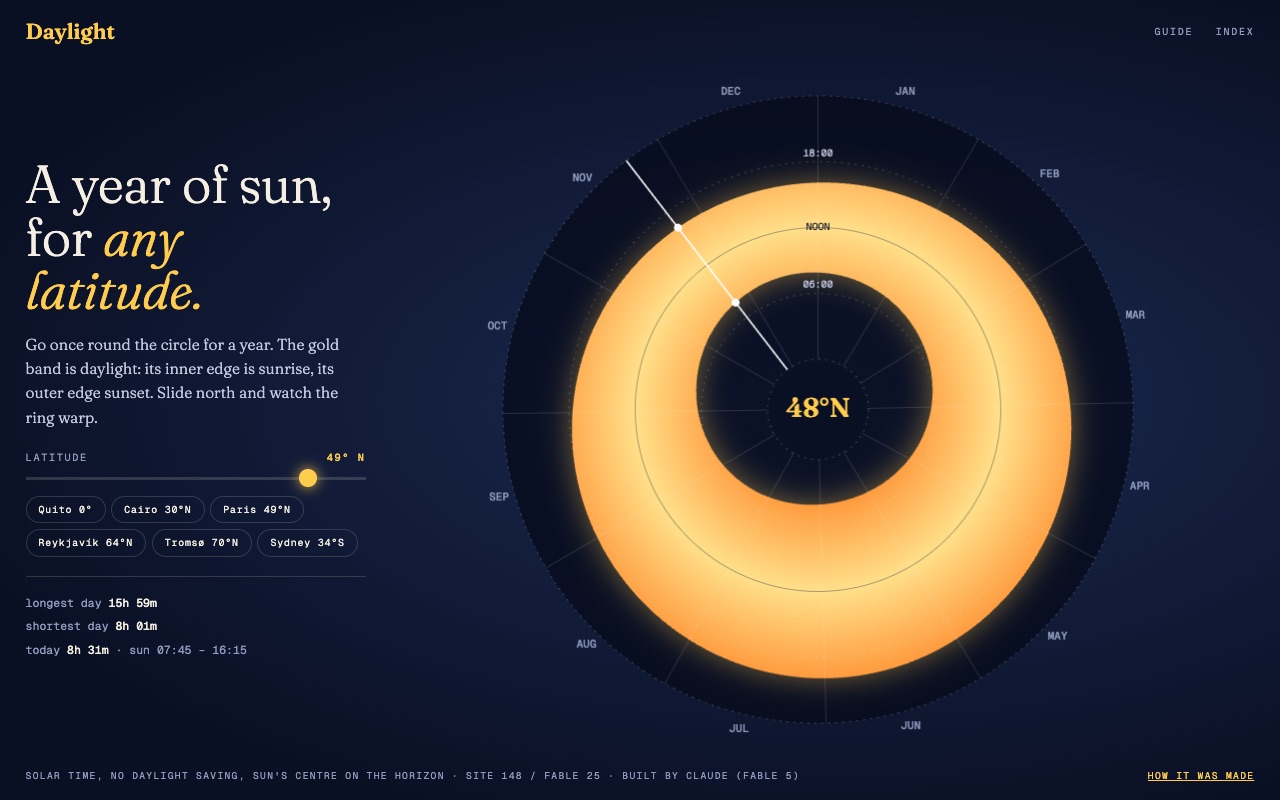 Daylight
GUIDE INDEX
A year of sun,
for any
latitude.
Go once round the circle for a year. The gold
band is daylight: its inner edge is sunrise, its
outer edge sunset. Slide north and watch the
ring warp.
LATITUDE 49° N
Quito 0° Cairo 30°N Paris 49°N
Reykjavík 64°N Tromsø 70°N Sydney 34°S
longest day 15h 59m
shortest day 8h 01m
today 8h 31m · sun 07:45 – 16:15
DEC
JAN
FEB
MAR
APR
MAY
JUN
JUL
AUG
SEP
OCT
NOV
18:00
NOON
06:00
48°N
SOLAR TIME, NO DAYLIGHT SAVING, SUN'S CENTRE ON THE HORIZON · SITE 148 / FABLE 25 · BUILT BY CLAUDE (FABLE 5)
HOW IT WAS MADE